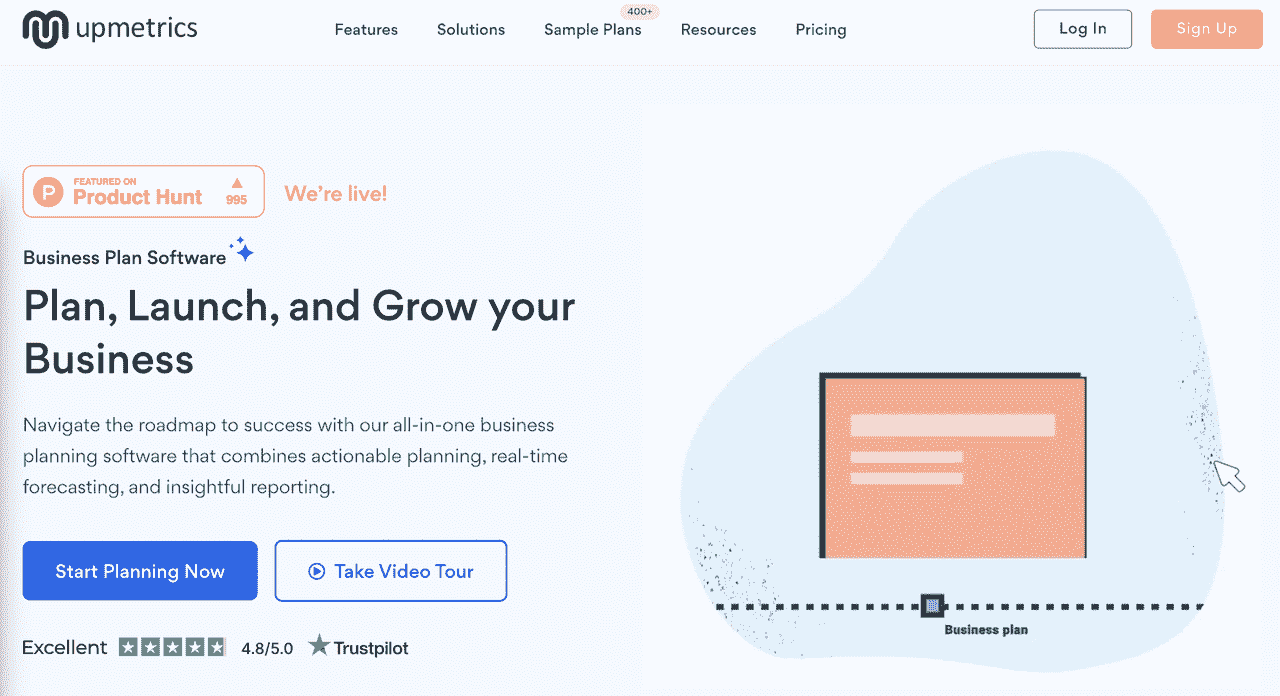 upmetrics
Features
Solutions
Sample Plans
400+
Resources
Pricing
Log In
Sign Up
P
FEATURED ON
Product Hunt
995
We're live!
Business Plan Software
Plan, Launch, and Grow your
Business
Navigate the roadmap to success with our all-in-one business
planning software that combines actionable planning, real-time
forecasting, and insightful reporting.
Start Planning Now
Take Video Tour
Excellent
4.8/5.0
Trustpilot
Business plan